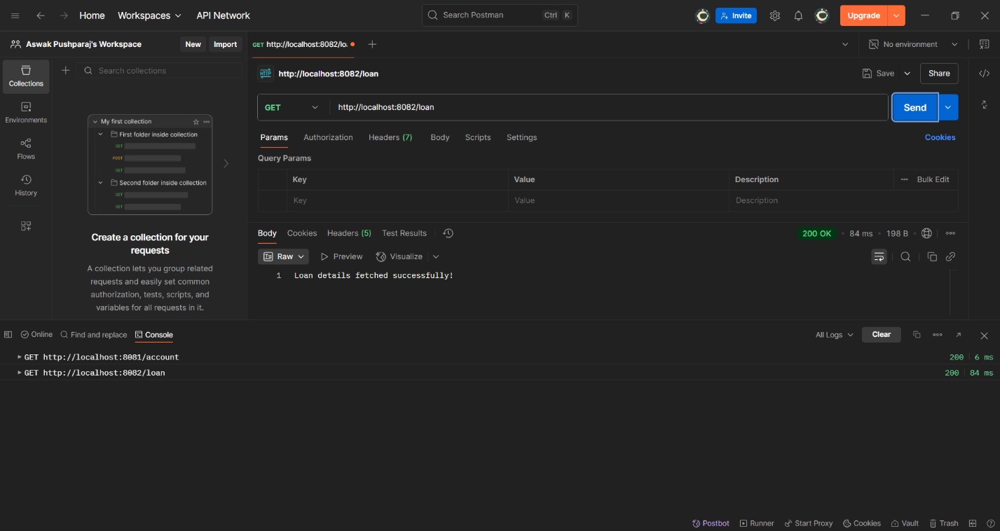 Home Workspaces API Network Search Postman Ctrl K Invite Upgrade
Aswak Pushparaj's Workspace New Import GET http://localhost:8082/lo. No environment
Collections
Environments
Flows
History
Search collections
My first collection
First folder inside collection
GET
POST
GET
Second folder inside collection
GET
GET
Create a collection for your
requests
A collection lets you group related
requests and easily set common
authorization, tests, scripts, and
variables for all requests in it.
HTTP http://localhost:8082/loan Save Share
GET http://localhost:8082/loan Send
Params Authorization Headers (7) Body Scripts Settings Cookies
Query Params
Key Value Description Bulk Edit
Key Value Description
Body Cookies Headers (5) Test Results 200 OK • 84 ms • 198 B
Raw Preview Visualize
1 Loan details fetched successfully!
Online Find and replace Console All Logs Clear
GET http://localhost:8081/account 200 6 ms
GET http://localhost:8082/loan 200 84 ms
Postbot Runner Start Proxy Cookies Vault Trash